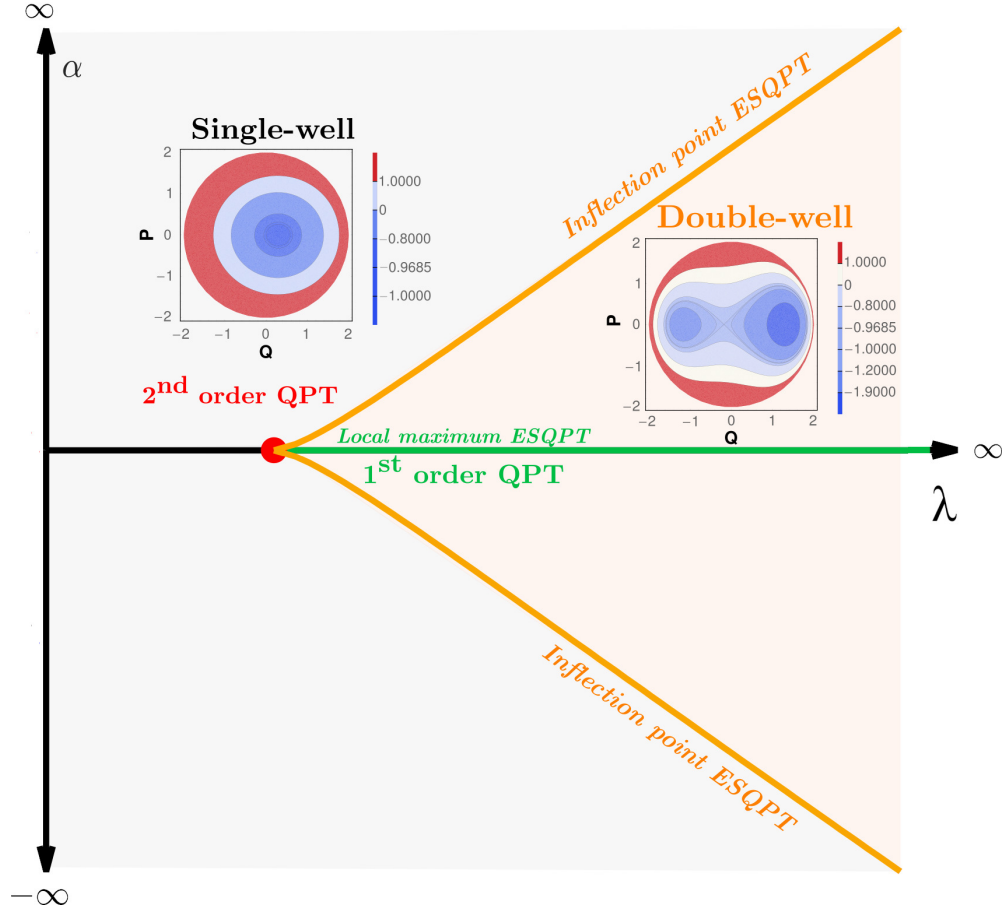 ∞
α
Single-well
2
1
0
−1
−2
P
−2 −1 0 1 2
Q
1.0000
0
−0.8000
−0.9685
−1.0000
Inflection point ESQPT
Double-well
2
1
0
−1
−2
P
−2 −1 0 1 2
Q
1.0000
0
−0.8000
−0.9685
−1.0000
−1.2000
−1.9000
2nd order QPT
Local maximum ESQPT
1st order QPT
∞
λ
Inflection point ESQPT
−∞